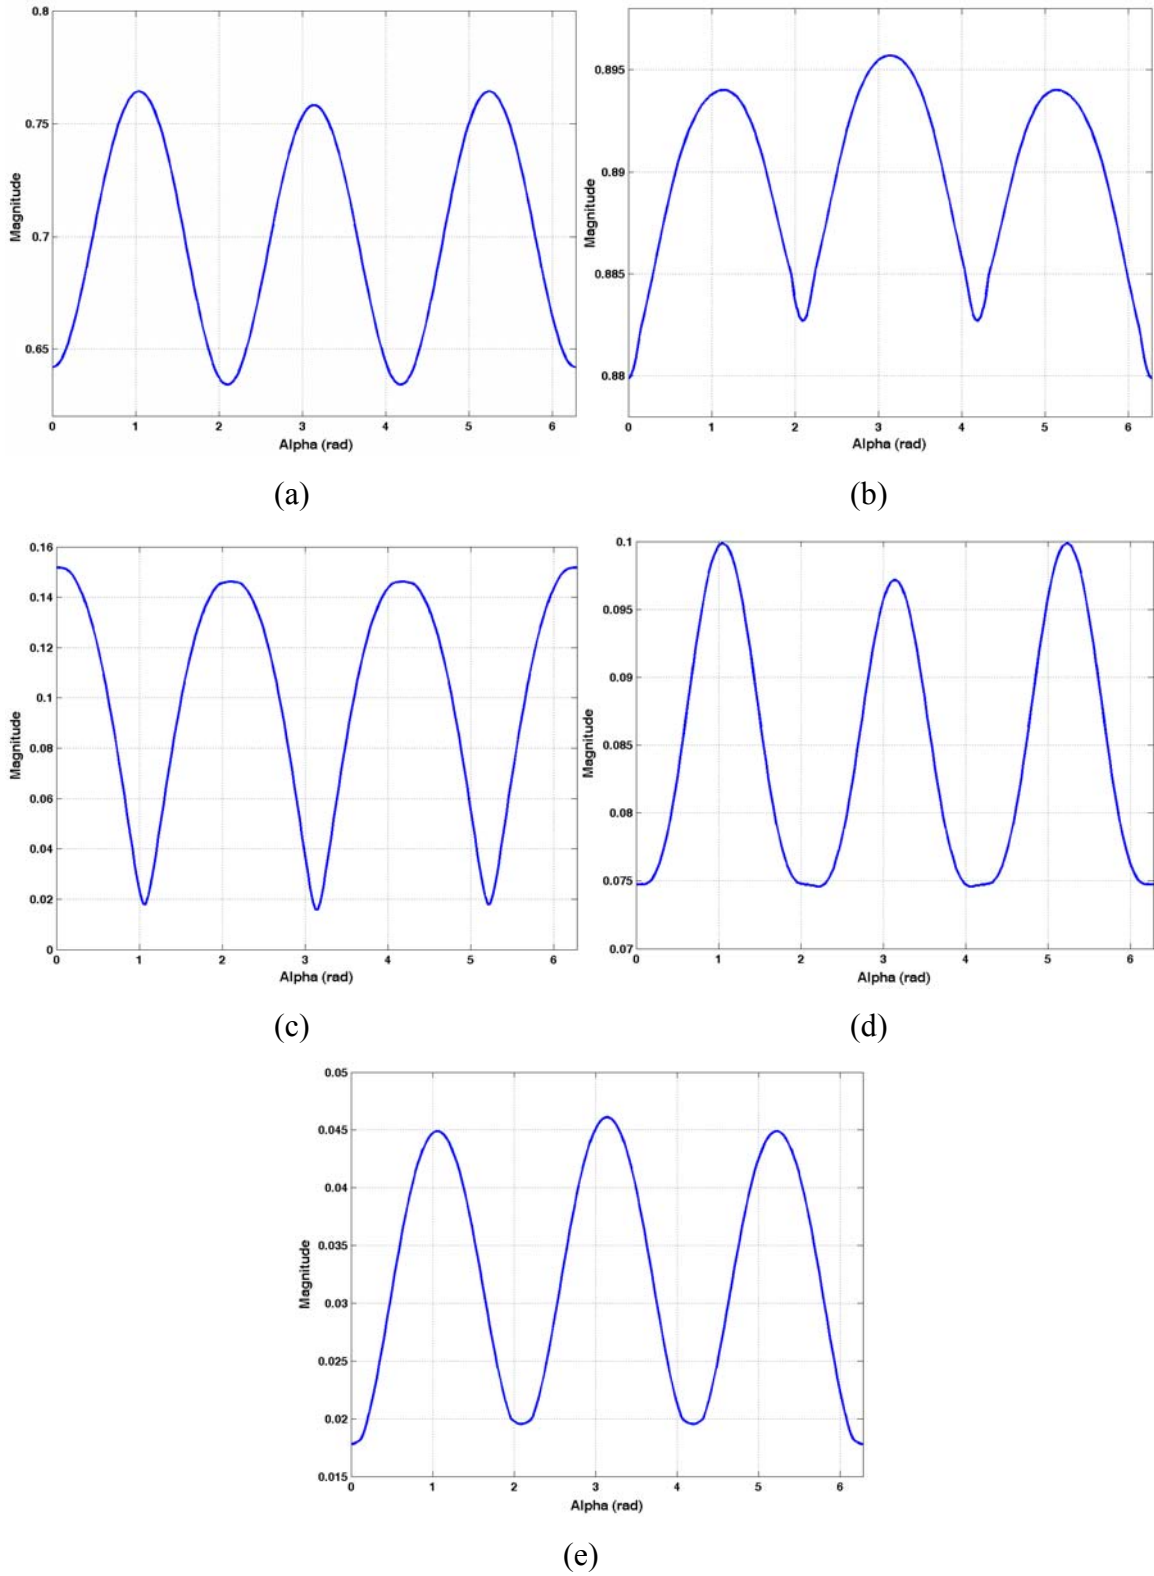 0.8
0.75
0.7
0.65
Magnitude
0 1 2 3 4 5 6
Alpha (rad)
(a)
0.895
0.89
0.885
0.88
Magnitude
0 1 2 3 4 5 6
Alpha (rad)
(b)
0.16
0.14
0.12
0.1
0.08
0.06
0.04
0.02
0
Magnitude
0 1 2 3 4 5 6
Alpha (rad)
(c)
0.1
0.095
0.09
0.085
0.08
0.075
0.07
Magnitude
0 1 2 3 4 5 6
Alpha (rad)
(d)
0.05
0.045
0.04
0.035
0.03
0.025
0.02
0.015
Magnitude
0 1 2 3 4 5 6
Alpha (rad)
(e)